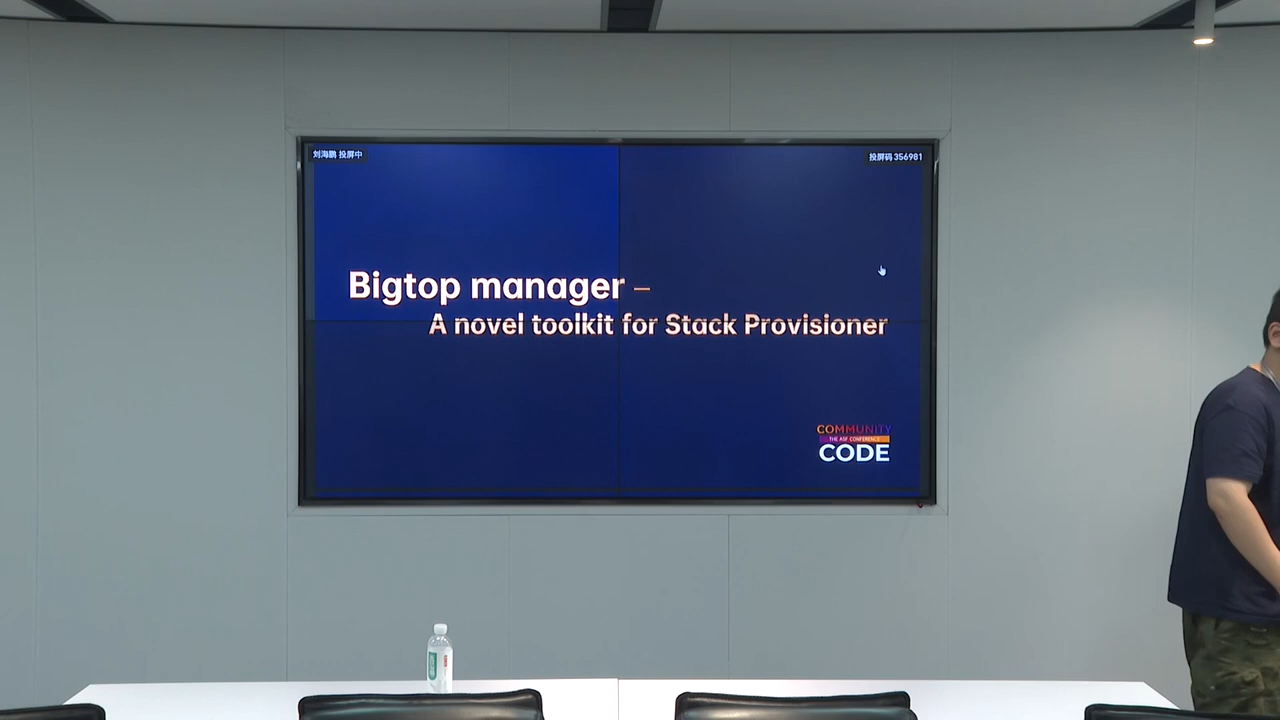 刘海鹏 投屏中
投屏码 356981
Bigtop manager –
A novel toolkit for Stack Provisioner
COMMUNITY
THE ASF CONFERENCE
CODE